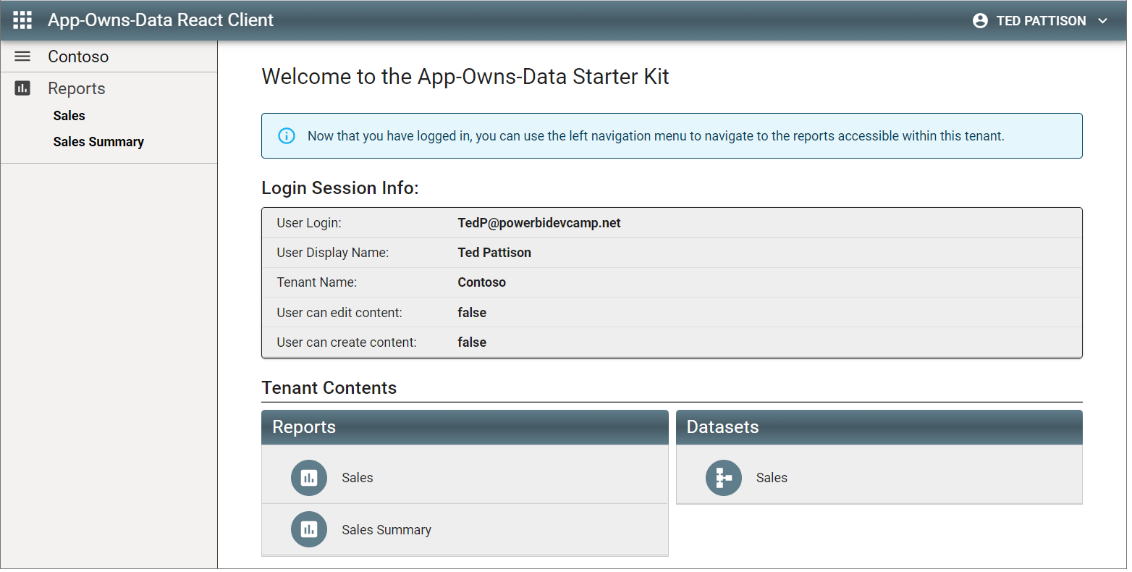 App-Owns-Data React Client
TED PATTISON
Contoso
Reports
Sales
Sales Summary
Welcome to the App-Owns-Data Starter Kit
Now that you have logged in, you can use the left navigation menu to navigate to the reports accessible within this tenant.
Login Session Info:
User Login: TedP@powerbidevcamp.net
User Display Name: Ted Pattison
Tenant Name: Contoso
User can edit content: false
User can create content: false
Tenant Contents
Reports
Sales
Sales Summary
Datasets
Sales